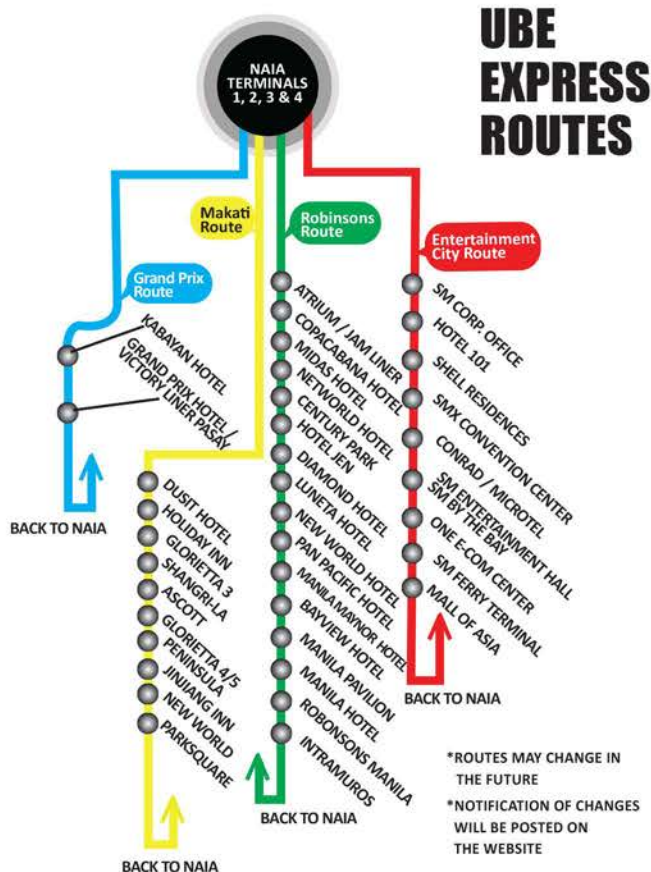 UBE
EXPRESS
ROUTES
NAIA
TERMINALS
1, 2, 3 & 4
Grand Prix
Route
KABAYAN HOTEL
GRAND PRIX HOTEL /
VICTORY LINER PASAY
BACK TO NAIA
Makati
Route
DUSIT HOTEL
HOLIDAY INN
GLORIETTA 3
SHANGRI-LA
ASCOTT
GLORIETTA 4/5
PENINSULA
JINJIANG INN
NEW WORLD
PARKSQUARE
BACK TO NAIA
Robinsons
Route
ATRIUM / JAM LINER
COPACABANA HOTEL
MIDAS HOTEL
NETWORLD HOTEL
CENTURY PARK
HOTEL JEN
DIAMOND HOTEL
LUNETA HOTEL
NEW WORLD HOTEL
PAN PACIFIC HOTEL
MANILA MAYNOR HOTEL
BAYVIEW HOTEL
MANILA PAVILION
MANILA HOTEL
ROBONSONS MANILA
INTRAMUROS
BACK TO NAIA
Entertainment
City Route
SM CORP. OFFICE
HOTEL 101
SHELL RESIDENCES
SMX CONVENTION CENTER
CONRAD / MICROTEL
SM ENTERTAINMENT HALL
SM BY THE BAY
ONE E-COM CENTER
SM FERRY TERMINAL
MALL OF ASIA
BACK TO NAIA
*ROUTES MAY CHANGE IN
THE FUTURE
*NOTIFICATION OF CHANGES
WILL BE POSTED ON
THE WEBSITE